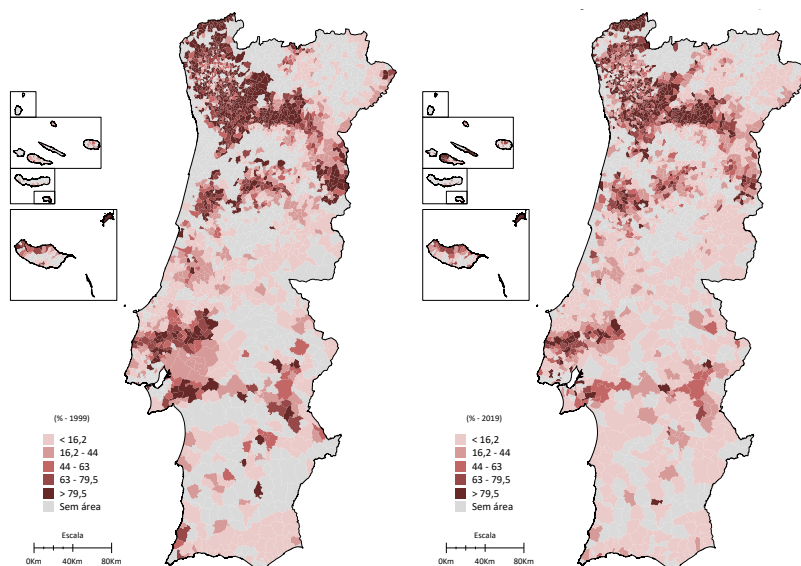 (% - 1999)
< 16,2
16,2 - 44
44 - 63
63 - 79,5
> 79,5
Sem área
Escala
0Km 40Km 80Km
(% - 2019)
< 16,2
16,2 - 44
44 - 63
63 - 79,5
> 79,5
Sem área
Escala
0Km 40Km 80Km